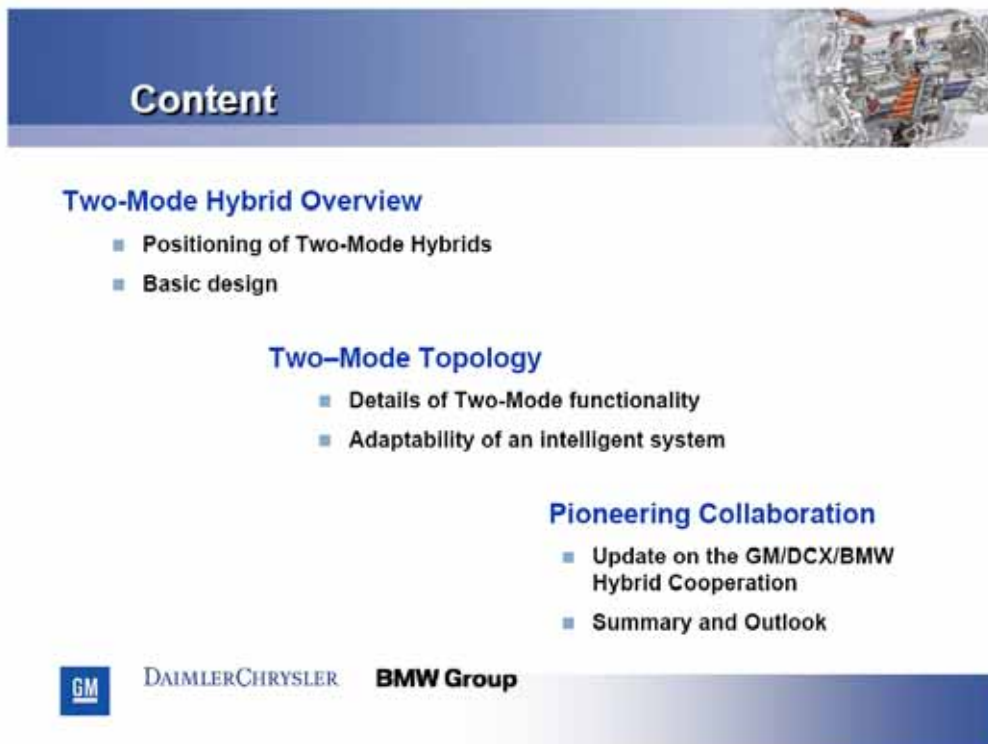 Content
Two-Mode Hybrid Overview
Positioning of Two-Mode Hybrids
Basic design
Two–Mode Topology
Details of Two-Mode functionality
Adaptability of an intelligent system
Pioneering Collaboration
Update on the GM/DCX/BMW
Hybrid Cooperation
Summary and Outlook
GM DAIMLERCHRYSLER BMW Group